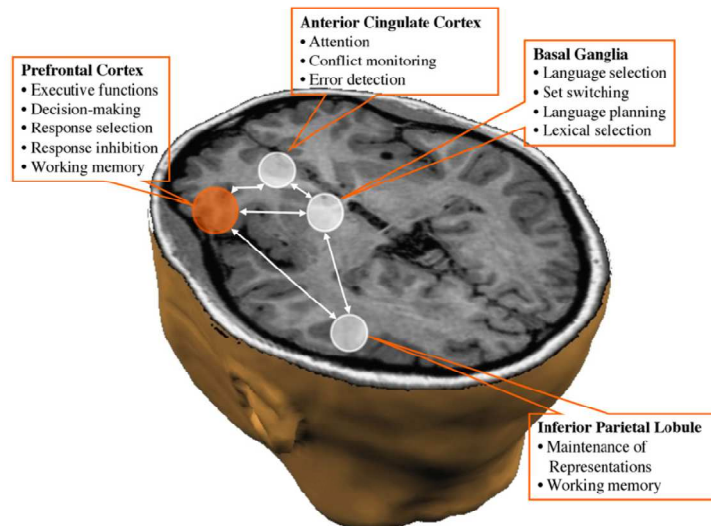 Anterior Cingulate Cortex
• Attention
• Conflict monitoring
• Error detection
Basal Ganglia
• Language selection
• Set switching
• Language planning
• Lexical selection
Prefrontal Cortex
• Executive functions
• Decision-making
• Response selection
• Response inhibition
• Working memory
Inferior Parietal Lobule
• Maintenance of
Representations
• Working memory